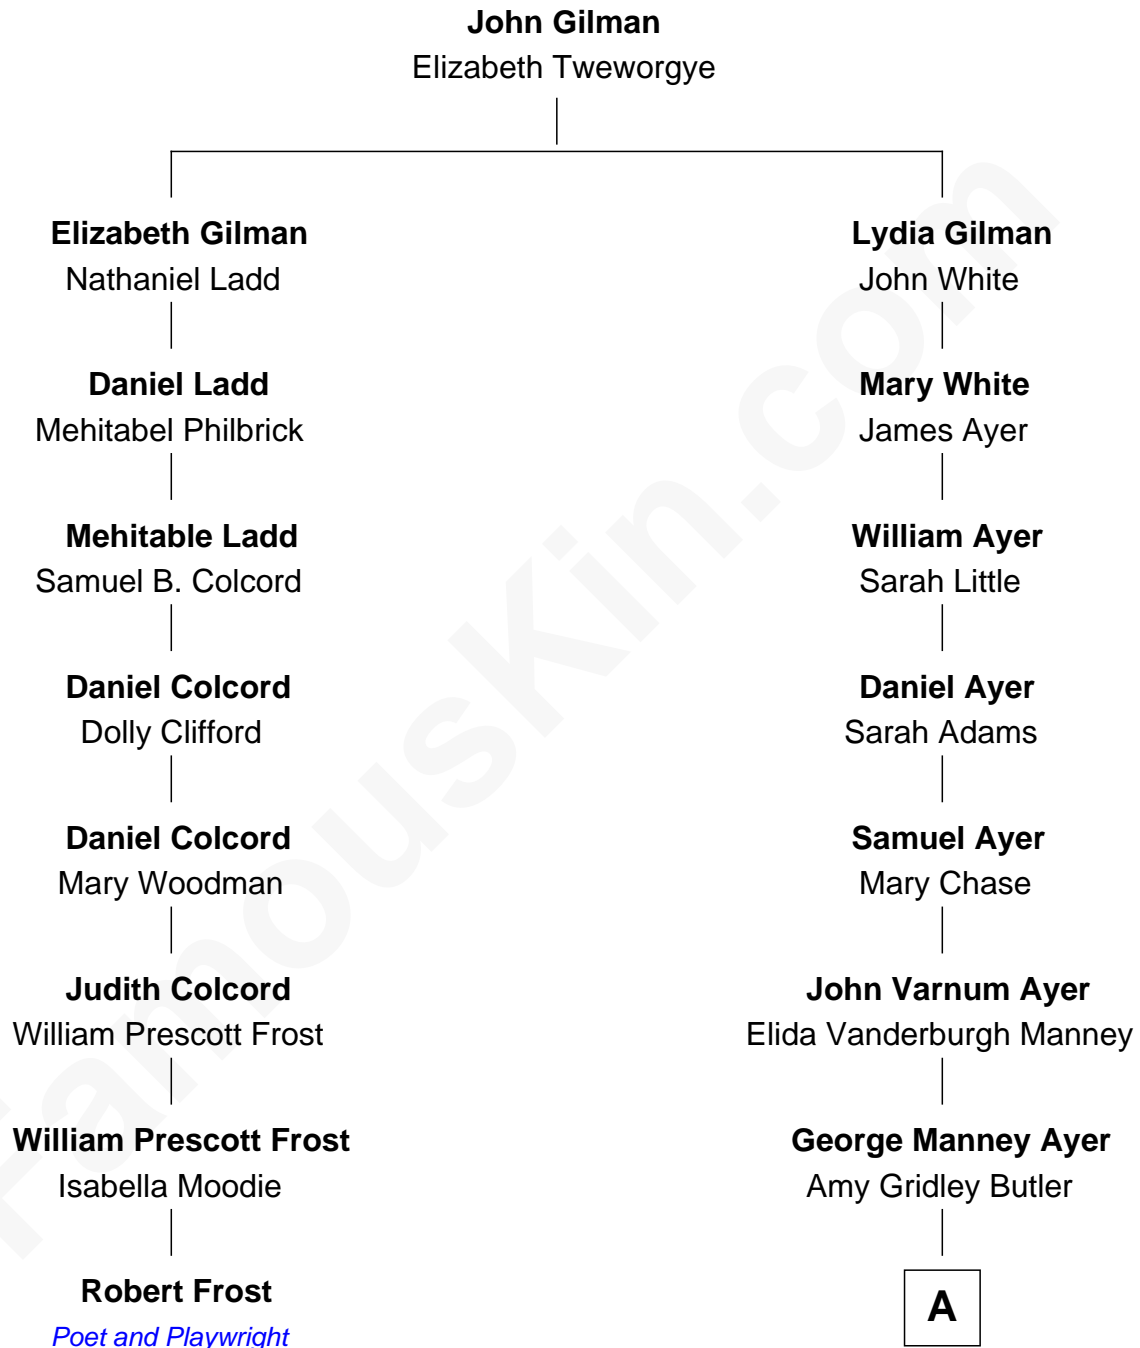 John Gilman
Elizabeth Tweworgye
Elizabeth Gilman
Nathaniel Ladd
Lydia Gilman
John White
Daniel Ladd
Mehitabel Philbrick
Mary White
James Ayer
Mehitable Ladd
Samuel B. Colcord
William Ayer
Sarah Little
Daniel Colcord
Dolly Clifford
Daniel Ayer
Sarah Adams
Daniel Colcord
Mary Woodman
Samuel Ayer
Mary Chase
Judith Colcord
William Prescott Frost
John Varnum Ayer
Elida Vanderburgh Manney
William Prescott Frost
Isabella Moodie
George Manney Ayer
Amy Gridley Butler
Robert Frost
Poet and Playwright
A
FamousKin.com